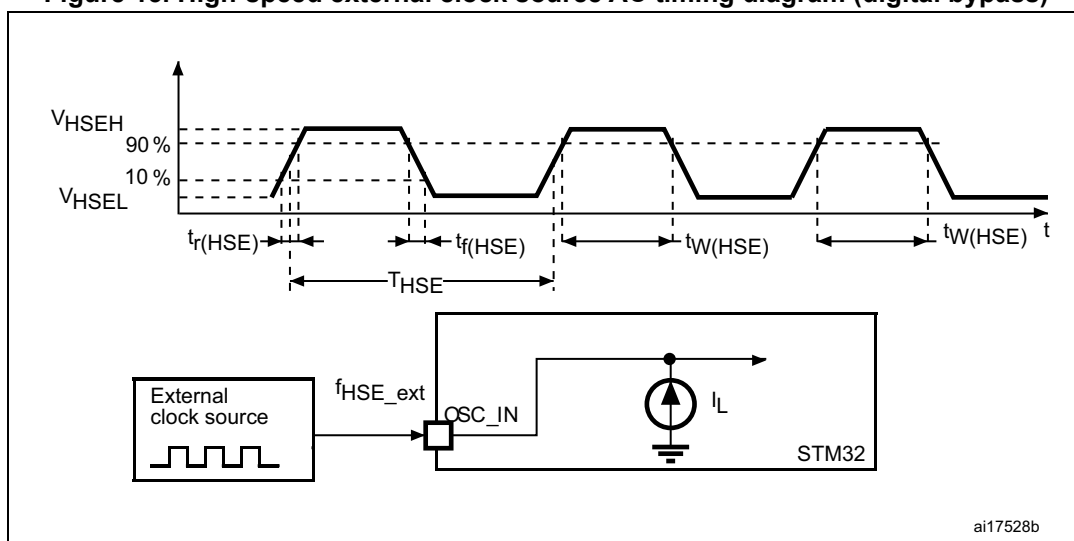 Figure 16. High-speed external clock source AC timing diagram (digital bypass)
VHSEH
90 %
10 %
VHSEL
tr(HSE)
tf(HSE)
tW(HSE)
tW(HSE)
t
THSE
External
clock source
fHSE_ext
OSC_IN
IL
STM32
ai17528b